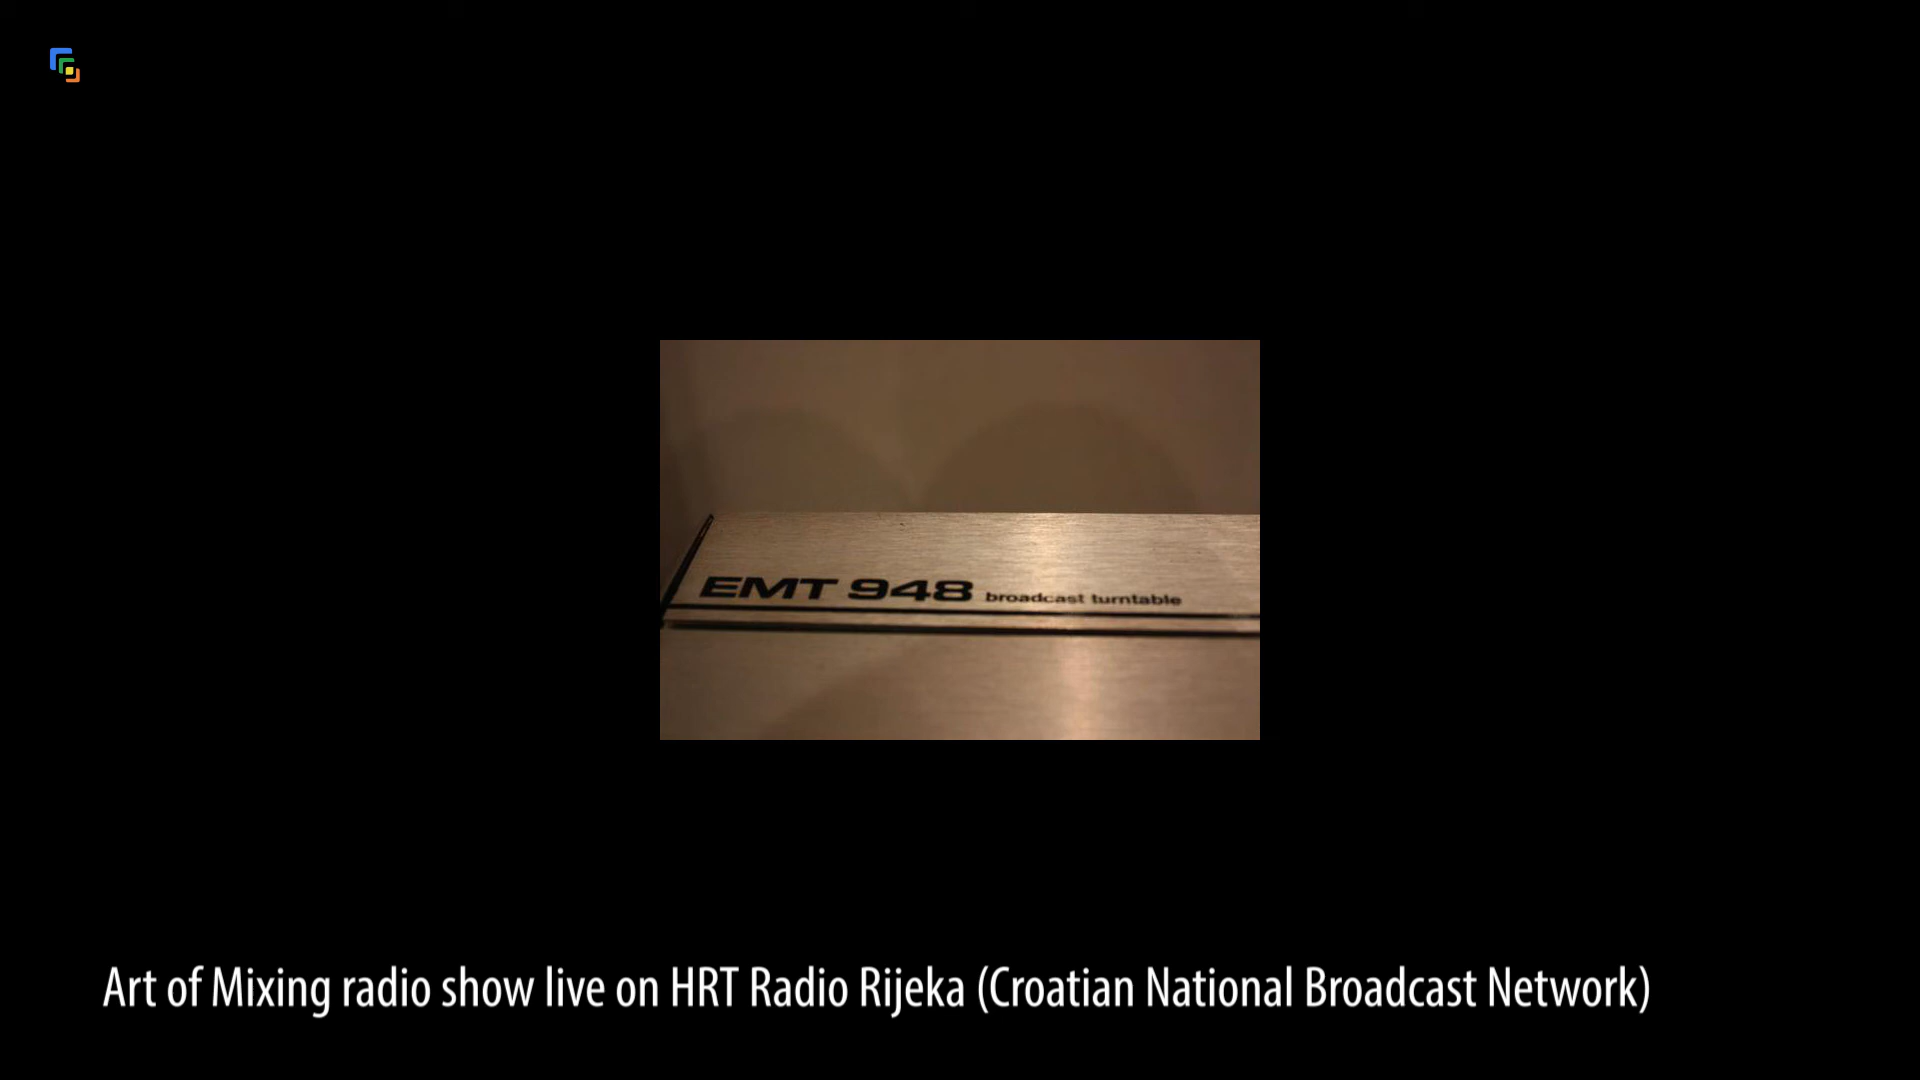 EMT 948 broadcast turntable
Art of Mixing radio show live on HRT Radio Rijeka (Croatian National Broadcast Network)